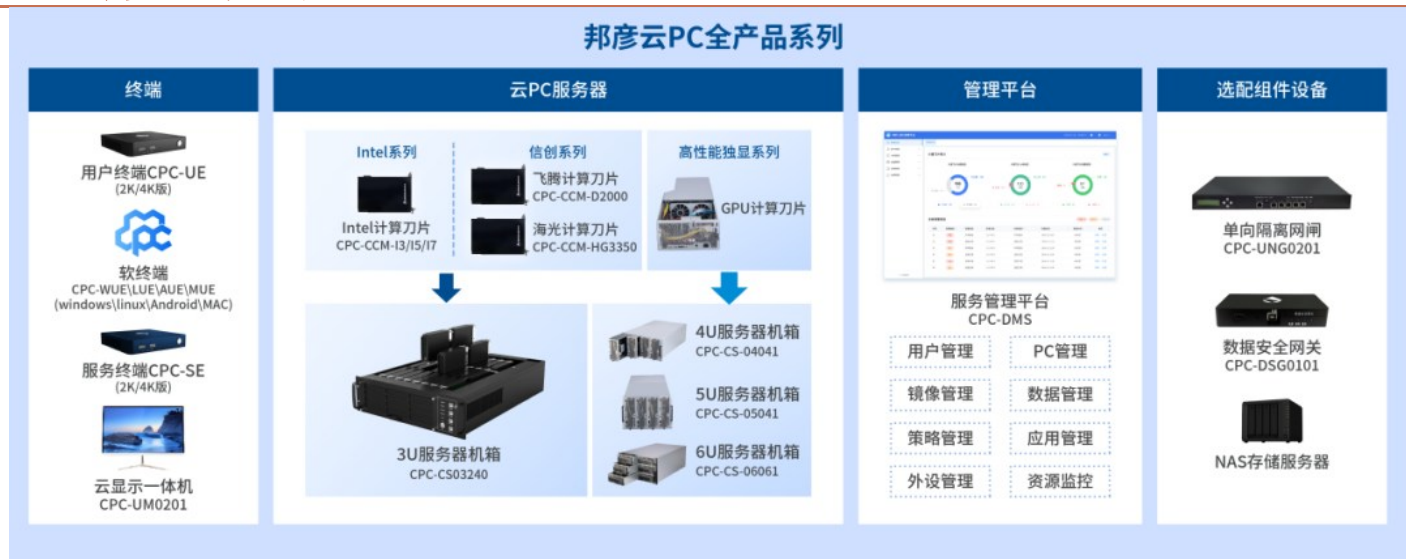 邦彦云PC全产品系列
终端
用户终端CPC-UE
(2K/4K版)
cpc
软终端
CPC-WUE\LUE\AUE\MUE
(windows\linux\Android\MAC)
服务终端CPC-SE
(2K/4K版)
云显示一体机
CPC-UM0201
云PC服务器
Intel系列
Intel计算刀片
CPC-CCM-I3/I5/I7
信创系列
飞腾计算刀片
CPC-CCM-D2000
海光计算刀片
CPC-CCM-HG3350
高性能独显系列
GPU计算刀片
3U服务器机箱
CPC-CS03240
4U服务器机箱
CPC-CS-04041
5U服务器机箱
CPC-CS-05041
6U服务器机箱
CPC-CS-06061
管理平台
服务管理平台
CPC-DMS
用户管理
PC管理
镜像管理
数据管理
策略管理
应用管理
外设管理
资源监控
选配组件设备
单向隔离网闸
CPC-UNG0201
数据安全网关
CPC-DSG0101
NAS存储服务器